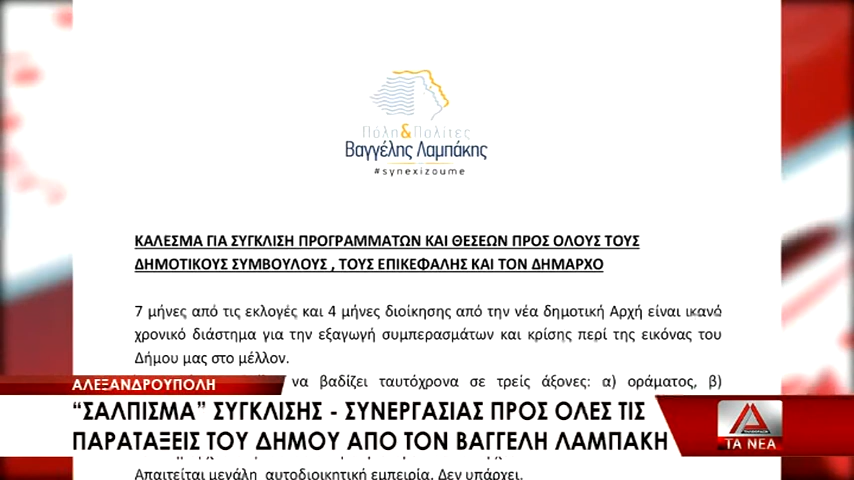 Πόλη&Πολίτες
Βαγγέλης Λαμπάκης
#synexizoume
ΚΑΛΕΣΜΑ ΓΙΑ ΣΥΓΚΛΙΣΗ ΠΡΟΓΡΑΜΜΑΤΩΝ ΚΑΙ ΘΕΣΕΩΝ ΠΡΟΣ ΟΛΟΥΣ ΤΟΥΣ
ΔΗΜΟΤΙΚΟΥΣ ΣΥΜΒΟΥΛΟΥΣ , ΤΟΥΣ ΕΠΙΚΕΦΑΛΗΣ ΚΑΙ ΤΟΝ ΔΗΜΑΡΧΟ
7 μήνες από τις εκλογές και 4 μήνες διοίκησης από την νέα δημοτική Αρχή είναι ικανό
χρονικό διάστημα για την εξαγωγή συμπερασμάτων και κρίσης περί της εικόνας του
Δήμου μας στο μέλλον.
να βαδίζει ταυτόχρονα σε τρείς άξονες: α) οράματος, β)
ΑΛΕΞΑΝΔΡΟΥΠΟΛΗ
“ΣΑΛΠΙΣΜΑ” ΣΥΓΚΛΙΣΗΣ - ΣΥΝΕΡΓΑΣΙΑΣ ΠΡΟΣ ΟΛΕΣ ΤΙΣ
ΠΑΡΑΤΑΞΕΙΣ ΤΟΥ ΔΗΜΟΥ ΑΠΟ ΤΟΝ ΒΑΓΓΕΛΗ ΛΑΜΠΑΚΗ
ΤΑ ΝΕΑ
Απαιτείται μεγάλη αυτοδιοικητική εμπειρία. Δεν υπάρχει.